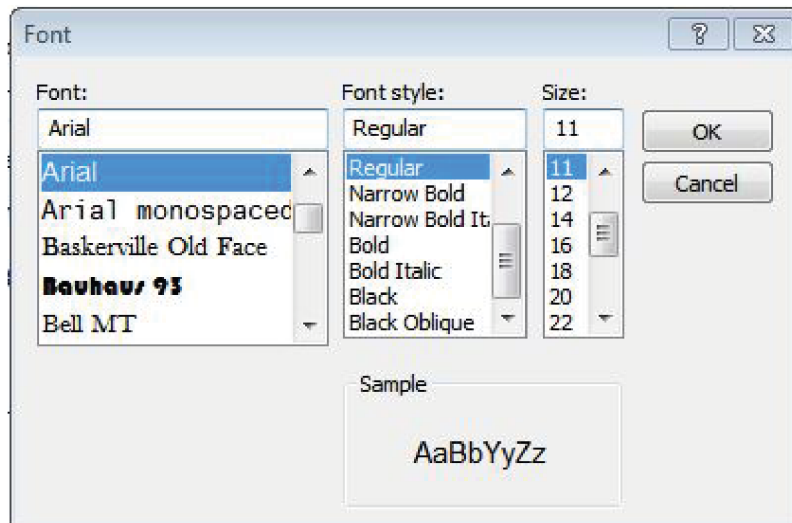 Font
Font:
Arial
Arial
Arial monospaced
Baskerville Old Face
Bauhaus 93
Bell MT
Font style:
Regular
Regular
Narrow Bold
Narrow Bold It
Bold
Bold Italic
Black
Black Oblique
Size:
11
11
12
14
16
18
20
22
OK
Cancel
Sample
AaBbYyZz